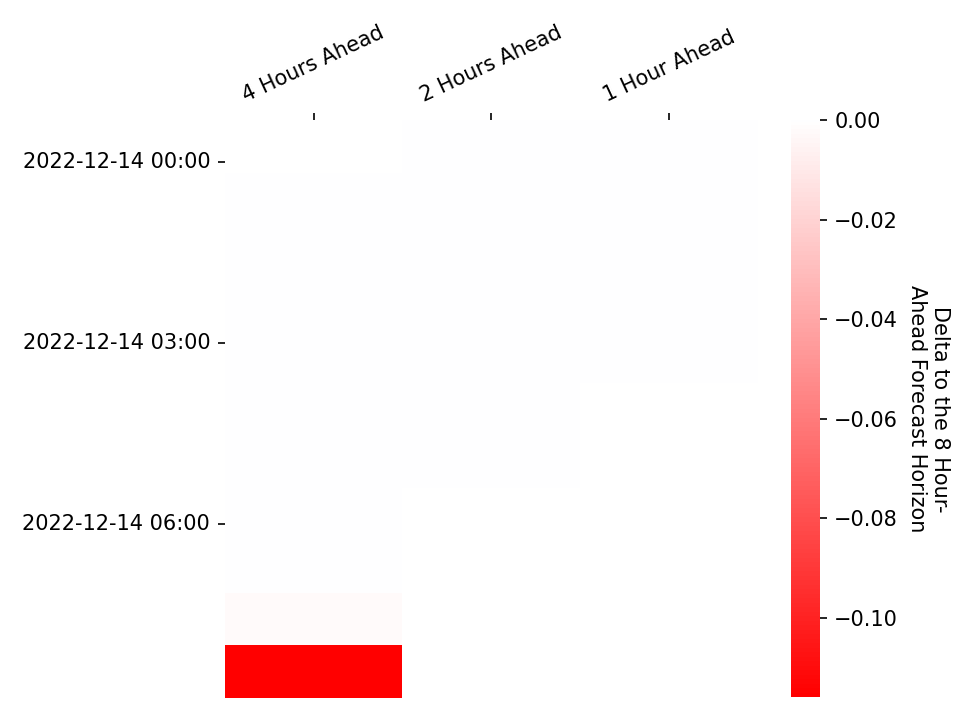 4 Hours Ahead
2 Hours Ahead
1 Hour Ahead
2022-12-14 00:00
2022-12-14 03:00
2022-12-14 06:00
0.00
−0.02
−0.04
−0.06
−0.08
−0.10
Delta to the 8 Hour-
Ahead Forecast Horizon